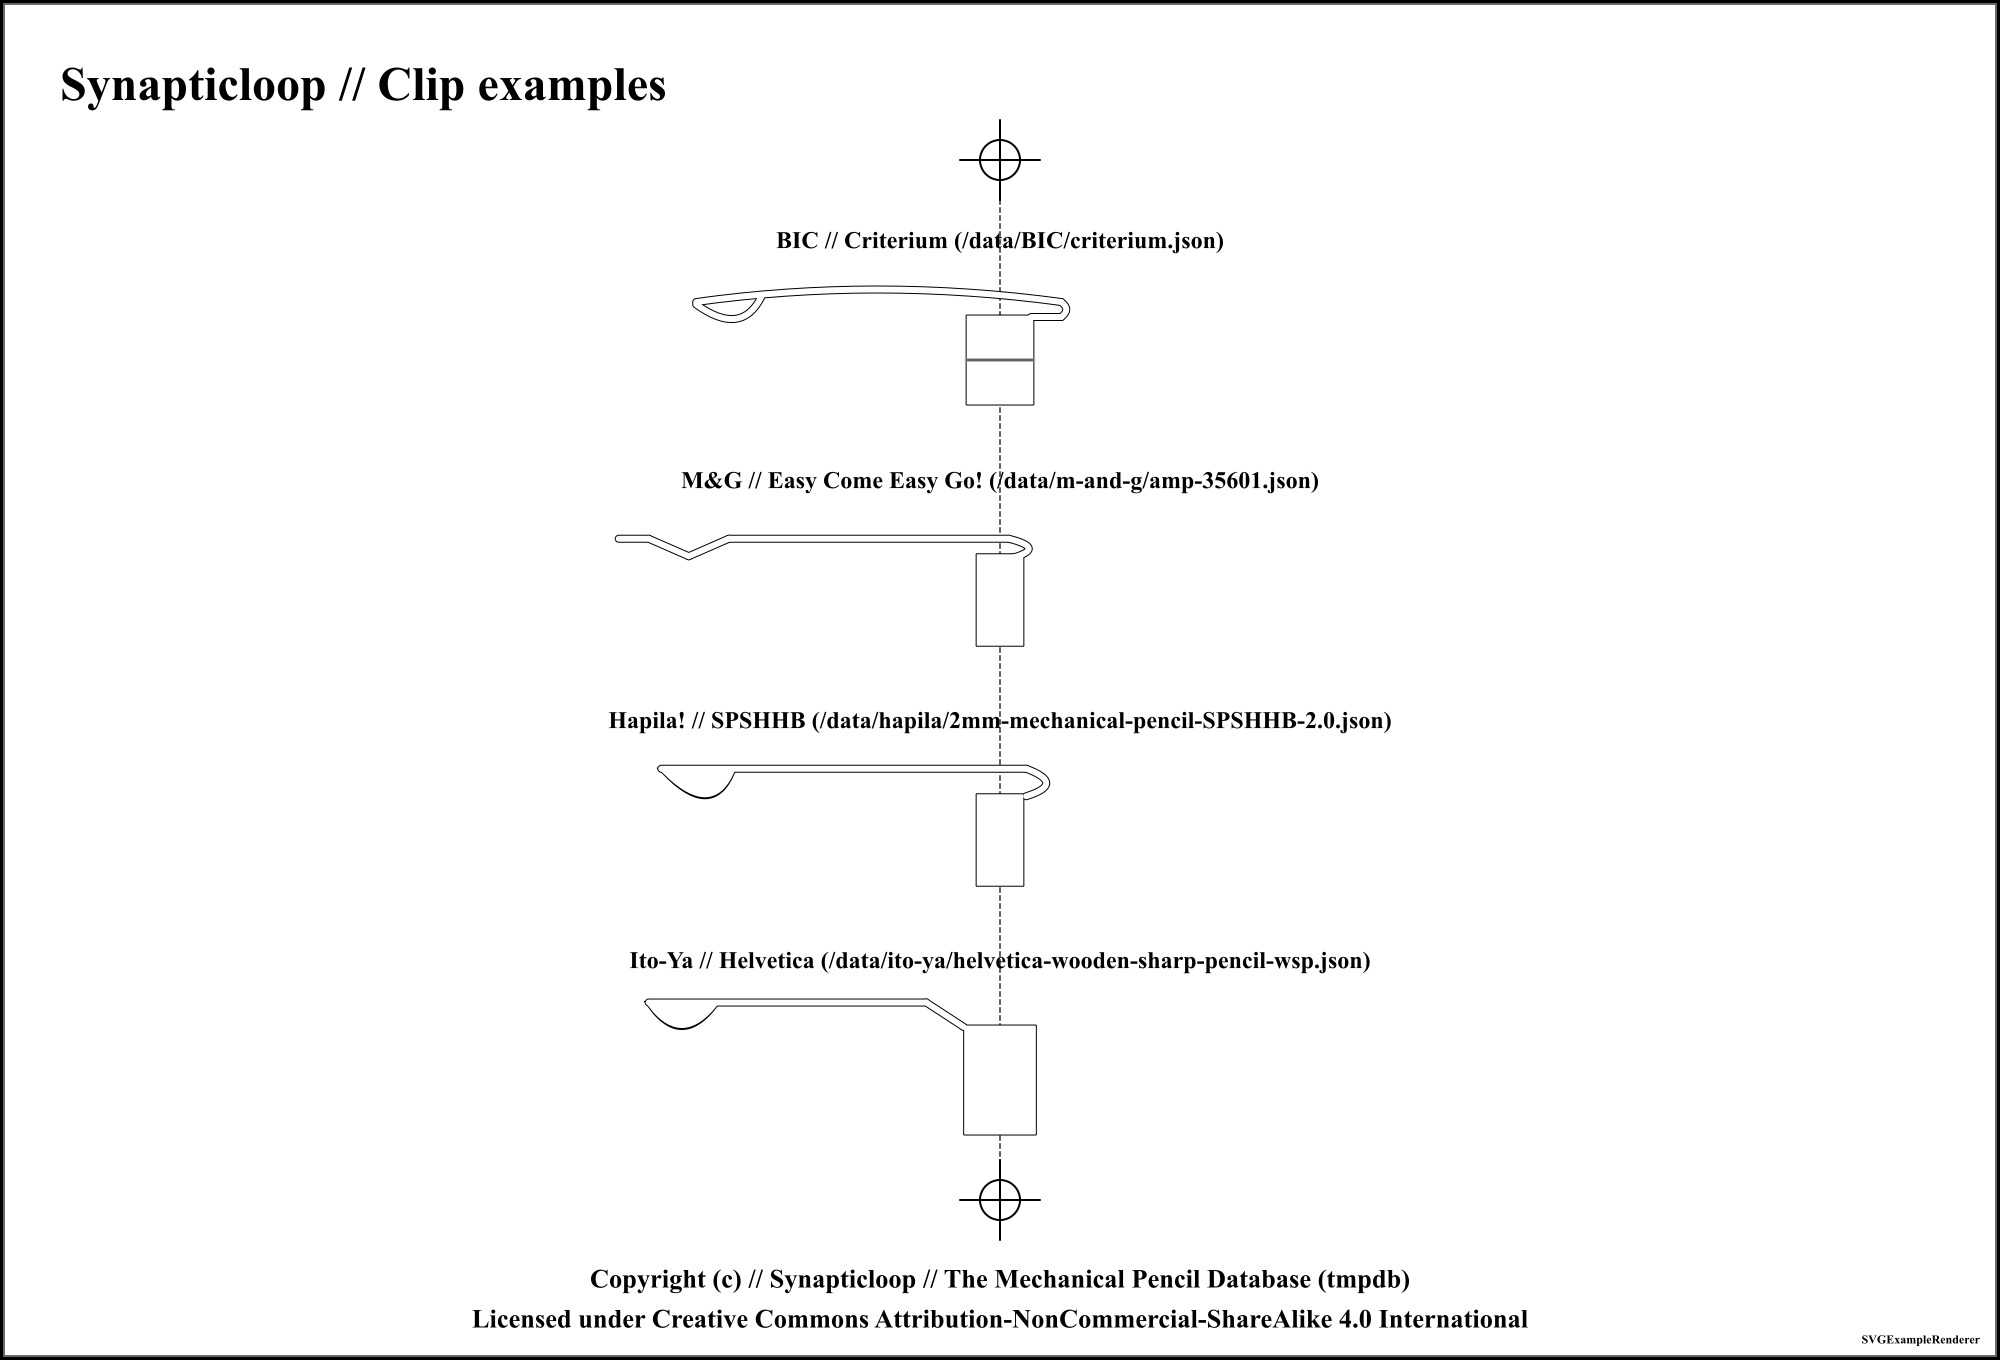 Synapticloop // Clip examples
BIC // Criterium (/data/BIC/criterium.json)
M&G // Easy Come Easy Go! (/data/m-and-g/amp-35601.json)
Hapila! // SPSHHB (/data/hapila/2mm-mechanical-pencil-SPSHHB-2.0.json)
Ito-Ya // Helvetica (/data/ito-ya/helvetica-wooden-sharp-pencil-wsp.json)
Copyright (c) // Synapticloop // The Mechanical Pencil Database (tmpdb)
Licensed under Creative Commons Attribution-NonCommercial-ShareAlike 4.0 International
SVGExampleRenderer